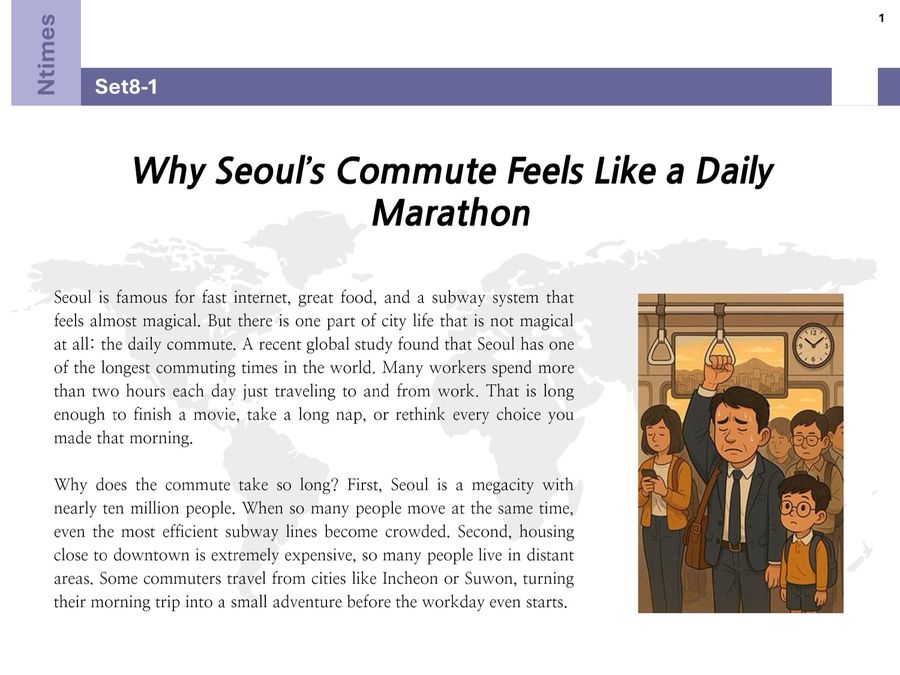 Ntimes
1
Set8-1
Why Seoul's Commute Feels Like a Daily
Marathon
Seoul is famous for fast internet, great food, and a subway system that
feels almost magical. But there is one part of city life that is not magical
at all: the daily commute. A recent global study found that Seoul has one
of the longest commuting times in the world. Many workers spend more
than two hours each day just traveling to and from work. That is long
enough to finish a movie, take a long nap, or rethink every choice you
made that morning.
Why does the commute take so long? First, Seoul is a megacity with
nearly ten million people. When so many people move at the same time,
even the most efficient subway lines become crowded. Second, housing
close to downtown is extremely expensive, so many people live in distant
areas. Some commuters travel from cities like Incheon or Suwon, turning
their morning trip into a small adventure before the workday even starts.